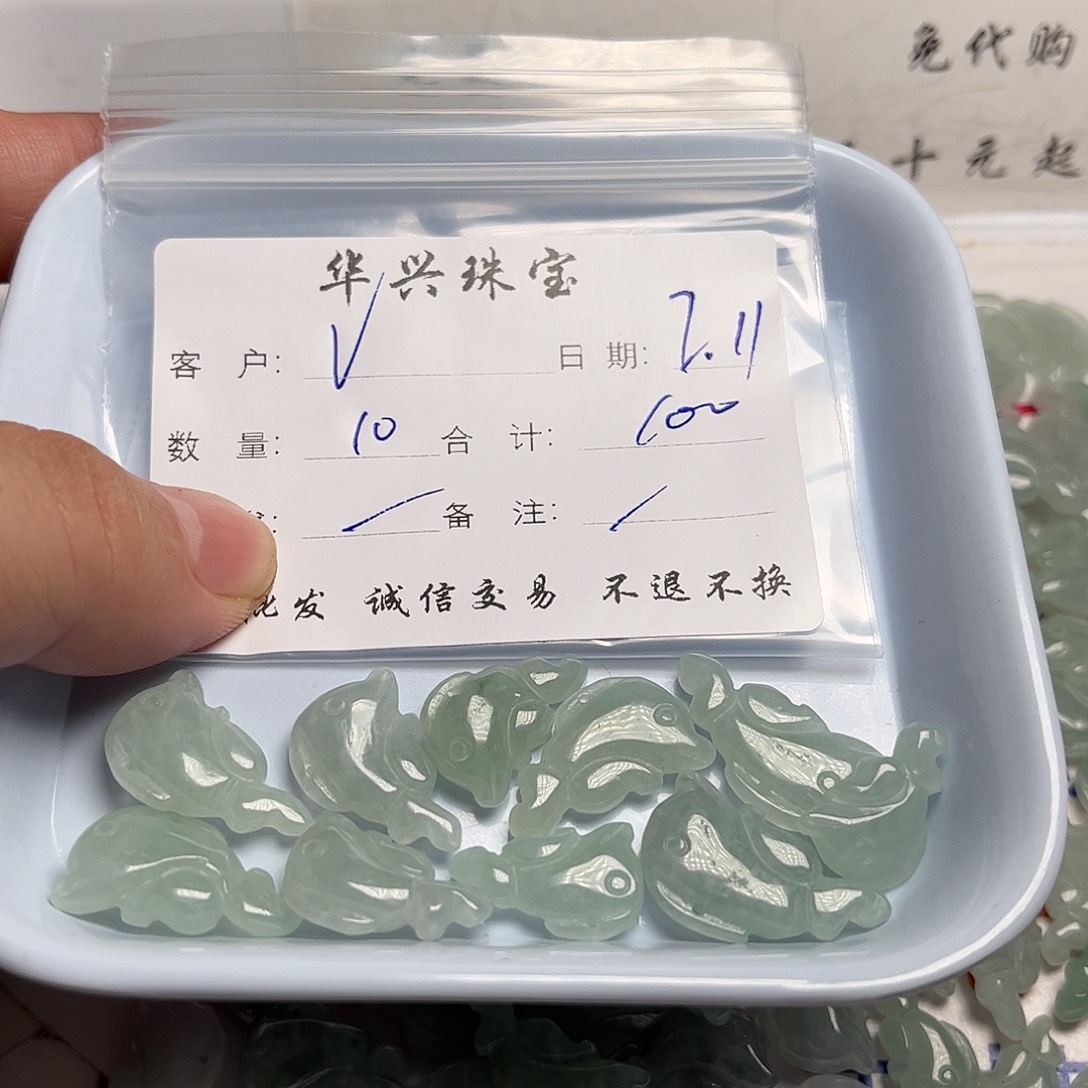 免代购
十元起
华兴珠宝
客 户: V 日 期: 7.11
数 量: 10 合 计: 100
备 注: /
批发 诚信交易 不退不换